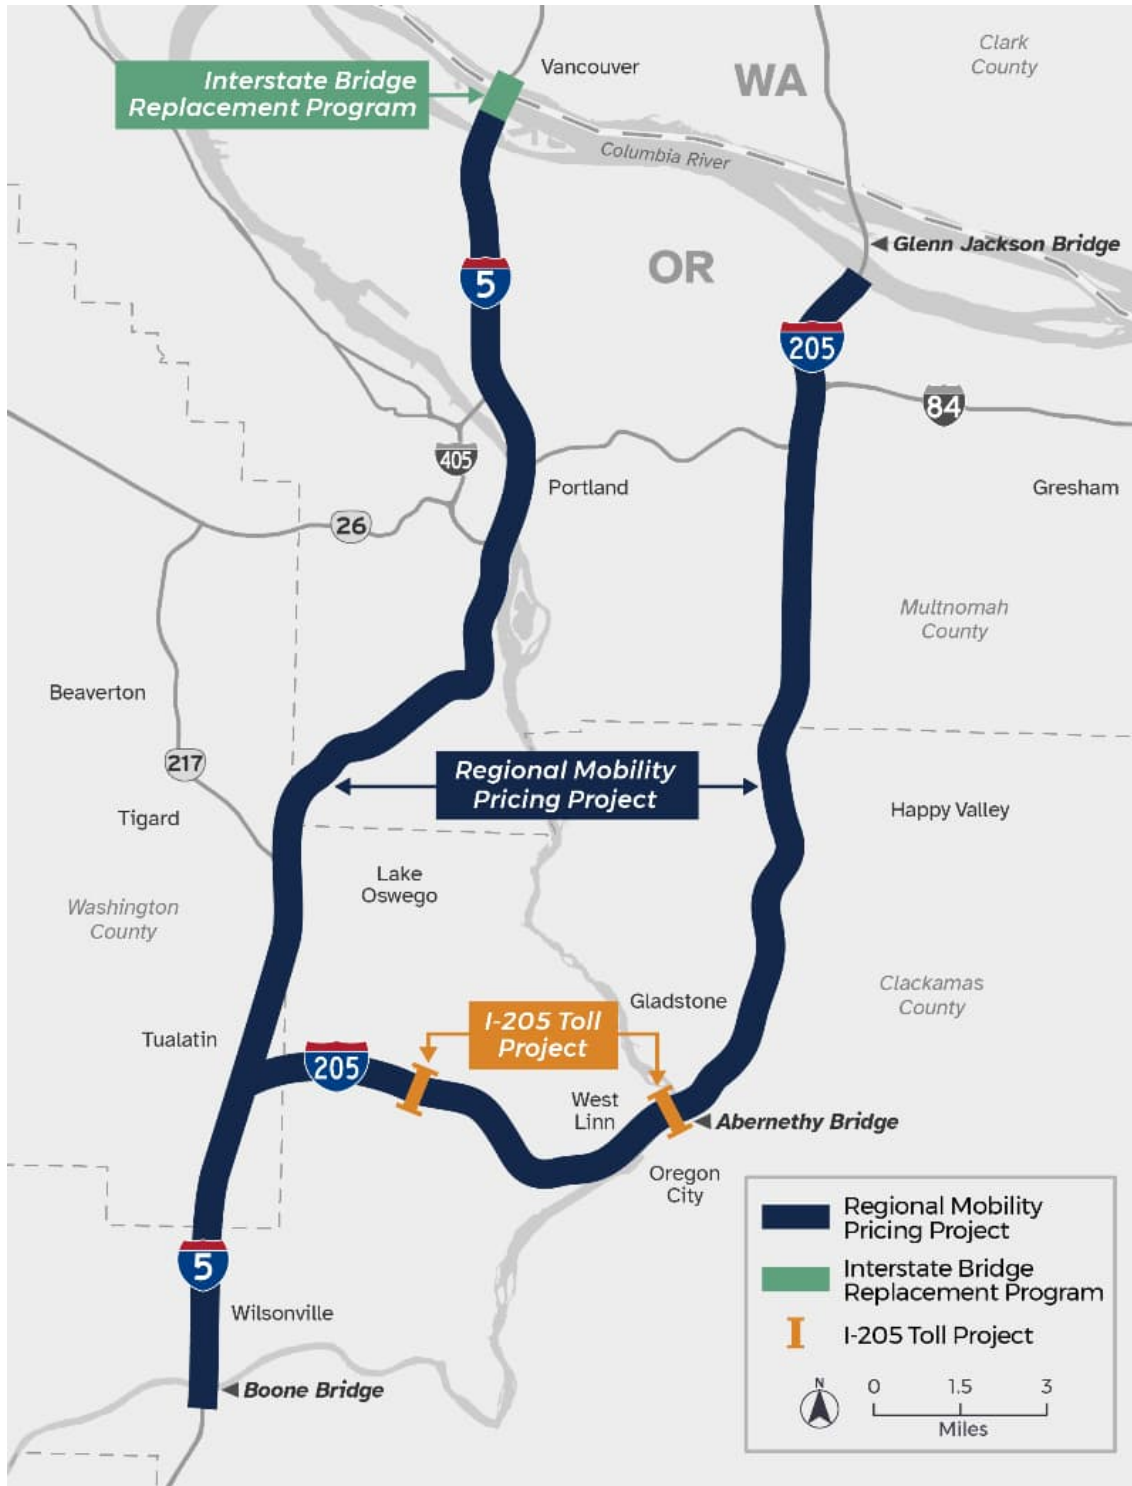 Clark
County
Vancouver
WA
Interstate Bridge
Replacement Program
Columbia River
Glenn Jackson Bridge
OR
5
205
84
405
Portland
Gresham
26
Multnomah
County
Beaverton
217
Regional Mobility
Pricing Project
Tigard
Happy Valley
Lake
Oswego
Washington
County
Clackamas
County
Gladstone
I-205 Toll
Project
Tualatin
205
West
Linn
Abernethy Bridge
Oregon
City
5
Wilsonville
Boone Bridge
Regional Mobility
Pricing Project
Interstate Bridge
Replacement Program
I-205 Toll Project
N
0 1.5 3
Miles